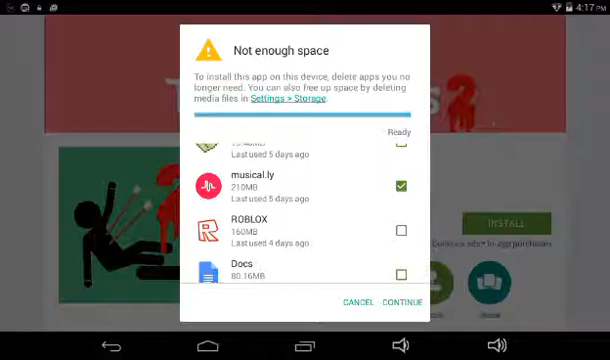 4:17 PM
Not enough space
To install this app on this device, delete apps you no
longer need. You can also free up space by deleting
media files in Settings > Storage.
Ready
Last used 5 days ago
musical.ly
210MB
Last used 5 days ago
INSTALL
ROBLOX
160MB
Last used 4 days ago
Docs
80.16MB
CANCEL CONTINUE